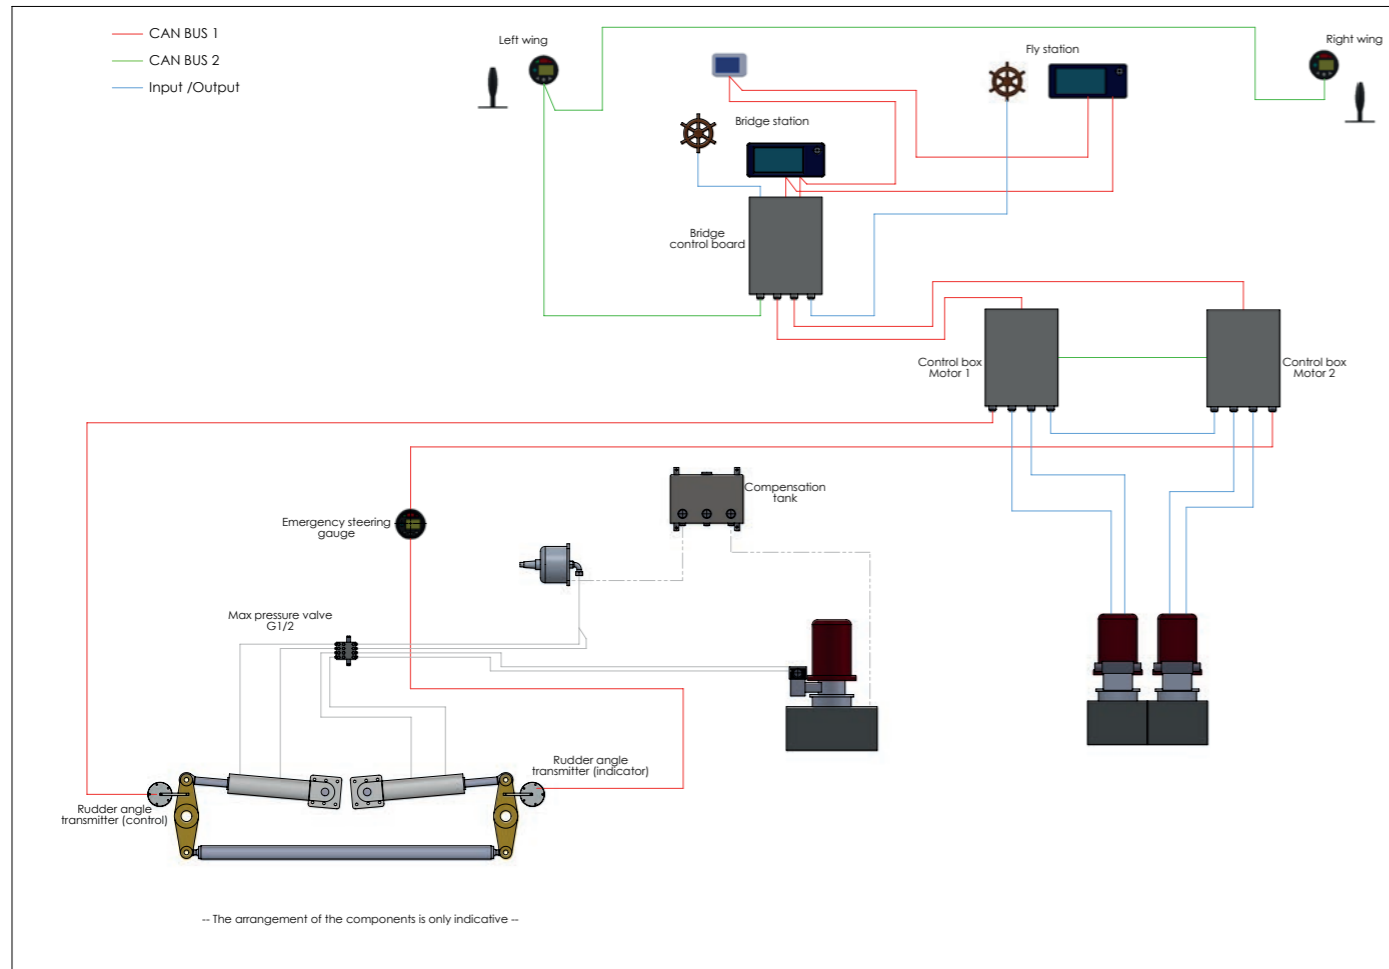 CAN BUS 1
CAN BUS 2
Input /Output
Left wing
Fly station
Right wing
Bridge station
Bridge
control board
Control box
Motor 1
Control box
Motor 2
Compensation
tank
Emergency steering
gauge
Max pressure valve
G1/2
Rudder angle
transmitter (indicator)
Rudder angle
transmitter (control)
-- The arrangement of the components is only indicative --